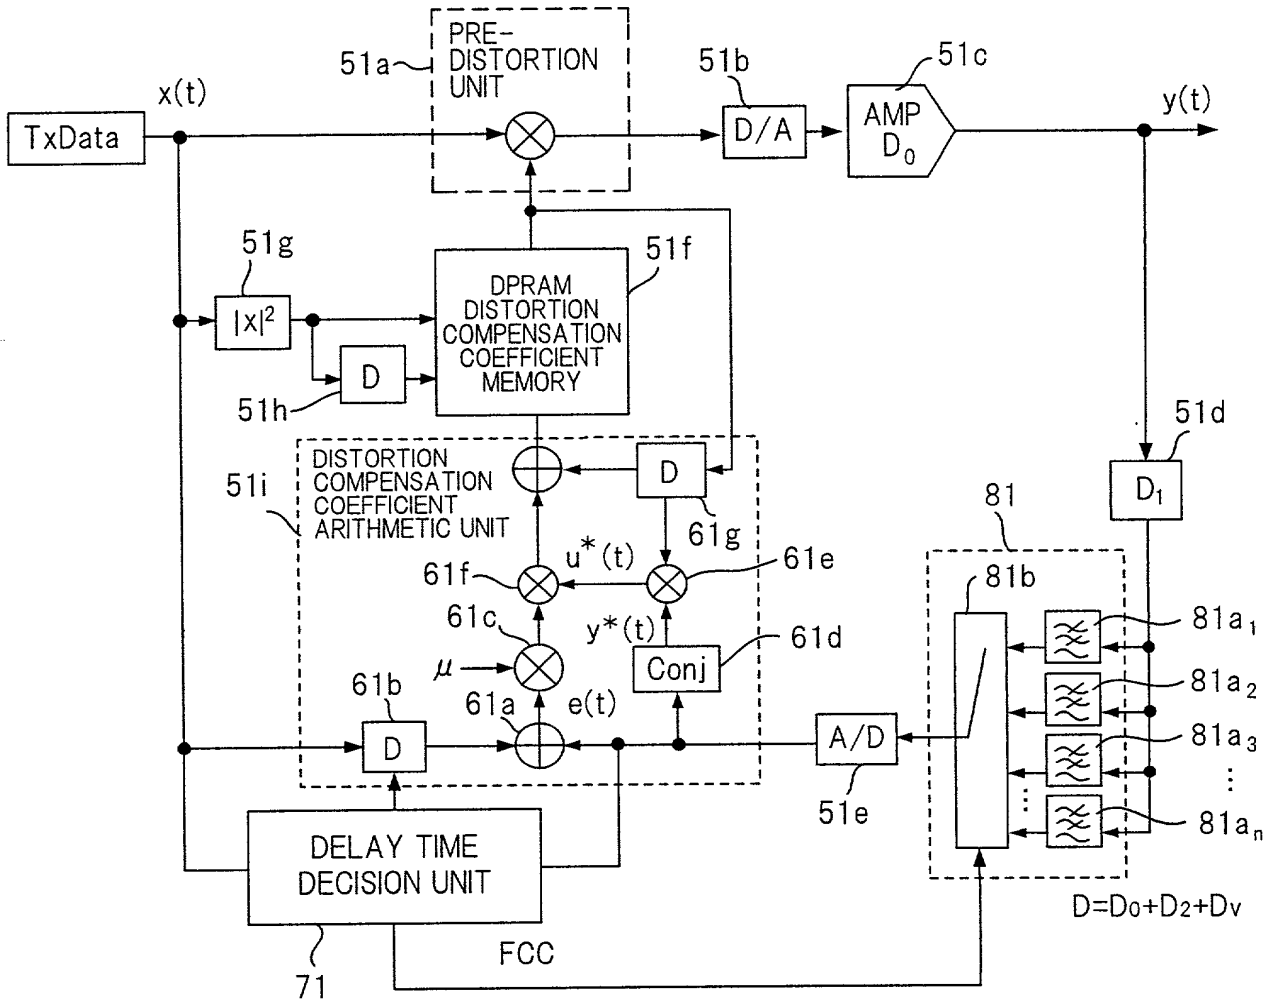 PRE-
DISTORTION
UNIT
51a
51b
51c
x(t)
y(t)
TxData
D/A
AMP
D0
51g
51f
|x|2
DPRAM
DISTORTION
COMPENSATION
COEFFICIENT
MEMORY
D
51h
51d
D1
DISTORTION
COMPENSATION
COEFFICIENT
ARITHMETIC UNIT
51i
D
61g
81
u*(t)
61f
61e
81b
61c
y*(t)
61d
81a1
μ
Conj
61b
61a
e(t)
81a2
D
A/D
81a3
⋮
51e
⋮
81an
DELAY TIME
DECISION UNIT
D=D0+D2+DV
FCC
71